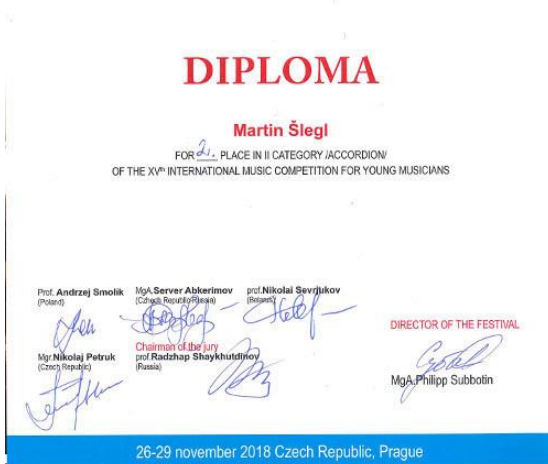 DIPLOMA
Martin Šlegl
FOR 2. PLACE IN II CATEGORY /ACCORDION/
OF THE XVth INTERNATIONAL MUSIC COMPETITION FOR YOUNG MUSICIANS
Prof. Andrzej Smolik
(Poland)
MgA.Server Abkerimov
(Czhech Republic-Russia)
prof.Nikolai Sevrjukov
(Belarus)
Mgr.Nikolaj Petruk
(Czech Republic)
Chairman of the jury
prof.Radzhap Shaykhutdinov
(Russia)
DIRECTOR OF THE FESTIVAL
MgA.Philipp Subbotin
26-29 november 2018 Czech Republic, Prague